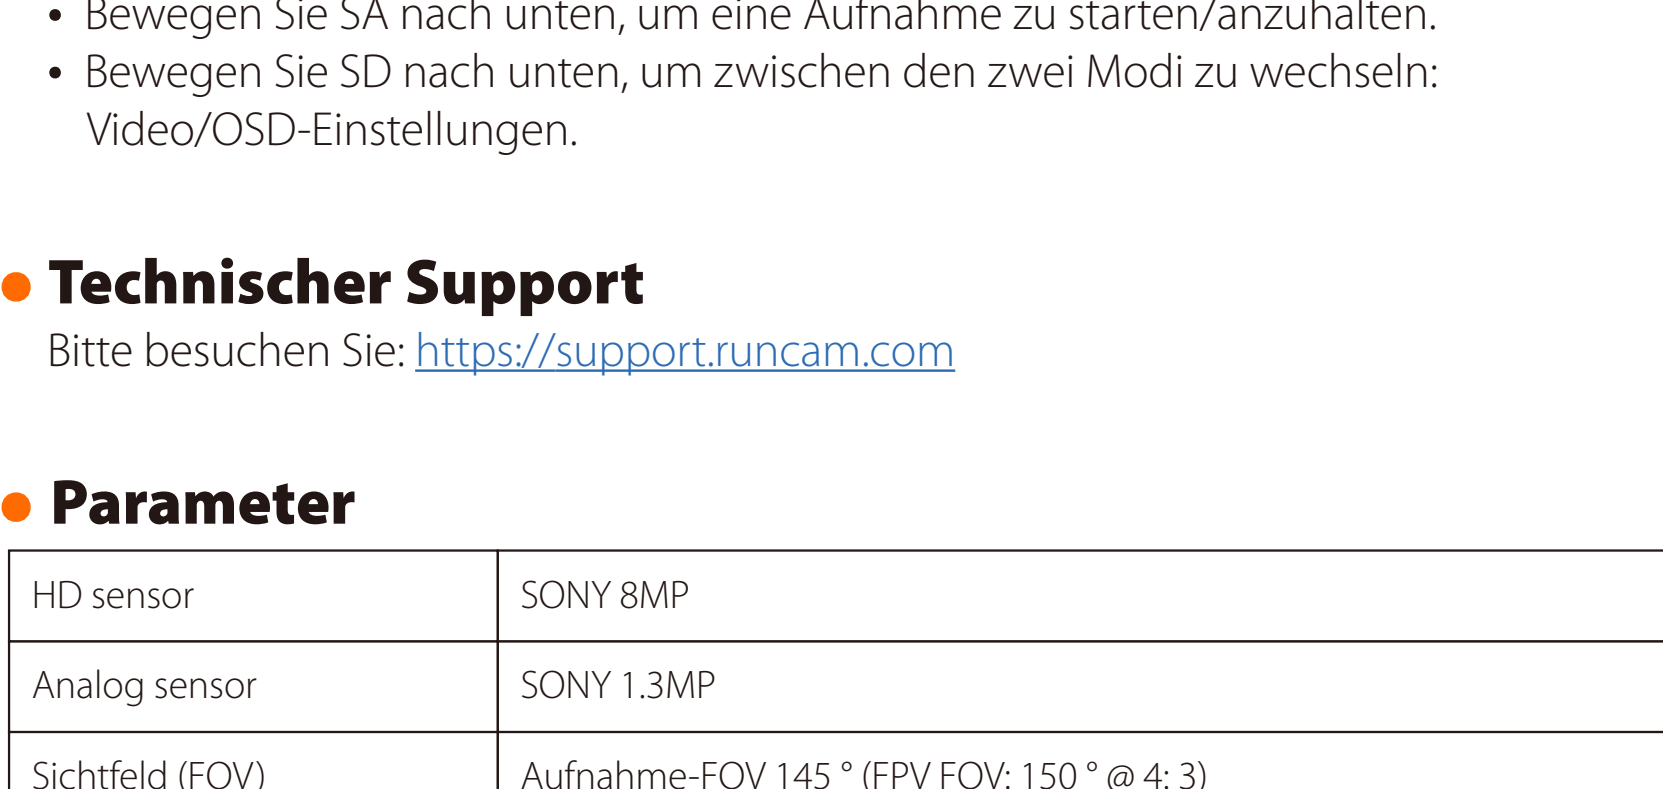 • Bewegen Sie SA nach unten, um eine Aufnahme zu starten/anzuhalten.
• Bewegen Sie SD nach unten, um zwischen den zwei Modi zu wechseln:
Video/OSD-Einstellungen.
Technischer Support
Bitte besuchen Sie: https://support.runcam.com
Parameter
HD sensor SONY 8MP
Analog sensor SONY 1.3MP
Sichtfeld (FOV) Aufnahme-FOV 145 ° (FPV FOV: 150 ° @ 4: 3)